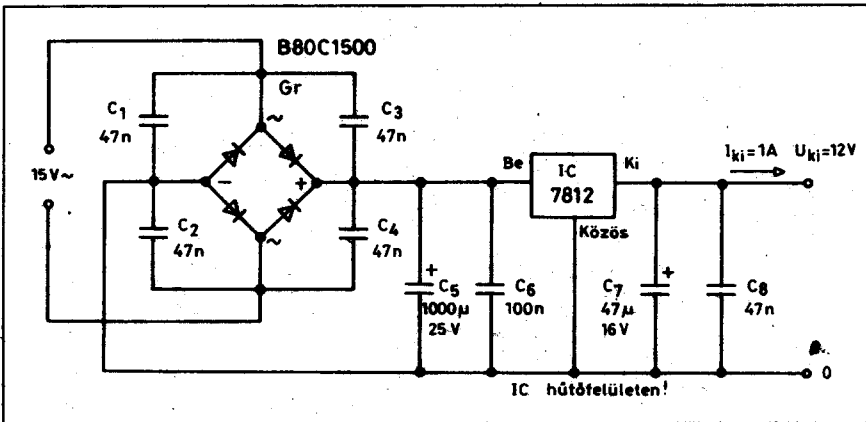 B80C1500
Gr
C1
47n
C3
47n
~
15V~
-
+
C2
47n
C4
47n
~
Be
IC
7812
Ki
Közös
Iki=1A Uki=12V
+
C5
1000μ
25V
C6
100n
C7
47μ
16V
+
C8
47n
0
IC hűtőfelületen!